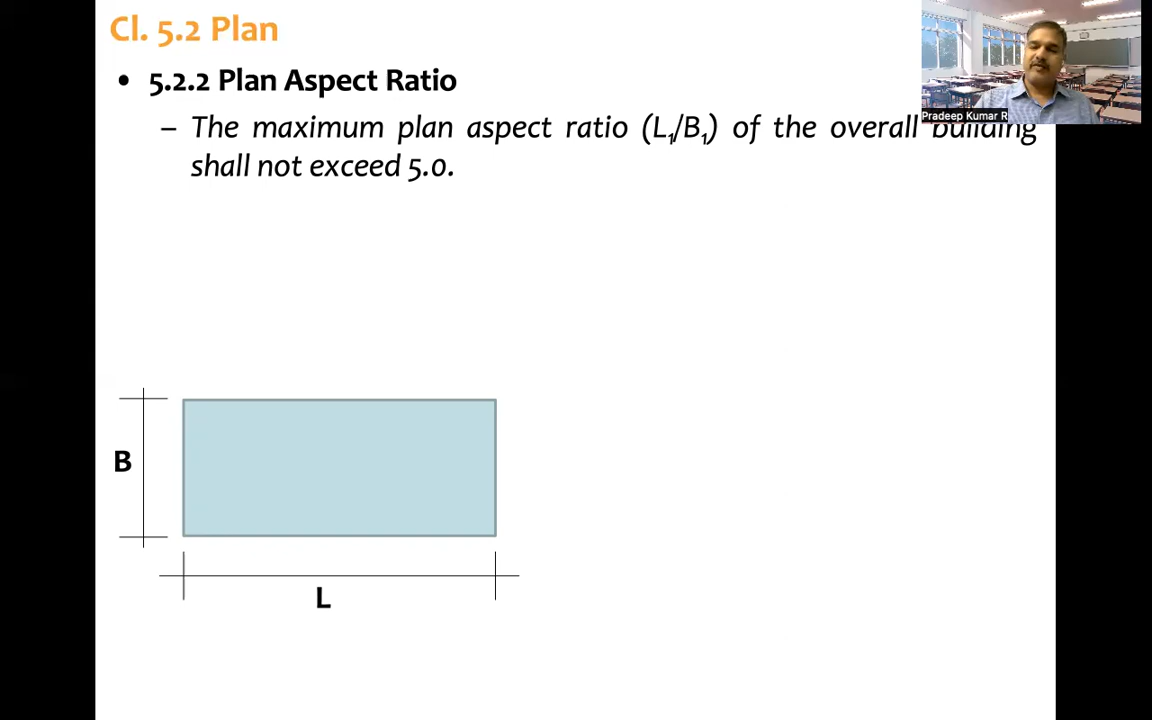 Cl. 5.2 Plan
• 5.2.2 Plan Aspect Ratio
– The maximum plan aspect ratio (L₁/B₁) of the overall building
shall not exceed 5.0.
Pradeep Kumar R
B
L